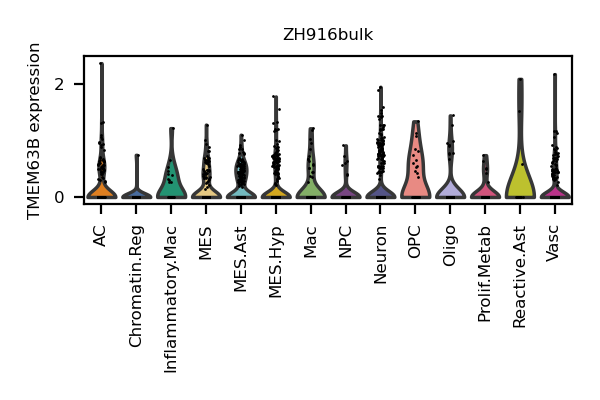 ZH916bulk
TMEM63B expression
2
0
AC
Chromatin.Reg
Inflammatory.Mac
MES
MES.Ast
MES.Hyp
Mac
NPC
Neuron
OPC
Oligo
Prolif.Metab
Reactive.Ast
Vasc